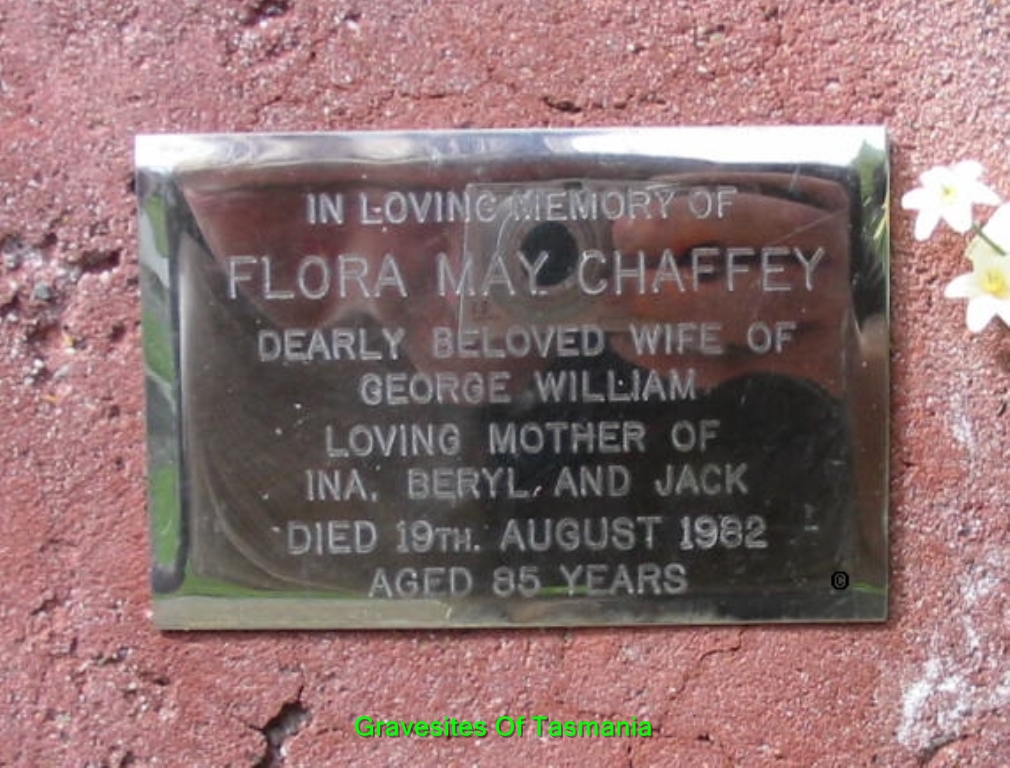 IN LOVING MEMORY OF
FLORA MAY CHAFFEY
DEARLY BELOVED WIFE OF
GEORGE WILLIAM
LOVING MOTHER OF
INA, BERYL, AND JACK
DIED 19TH. AUGUST 1982
AGED 85 YEARS
©
Gravesites Of Tasmania